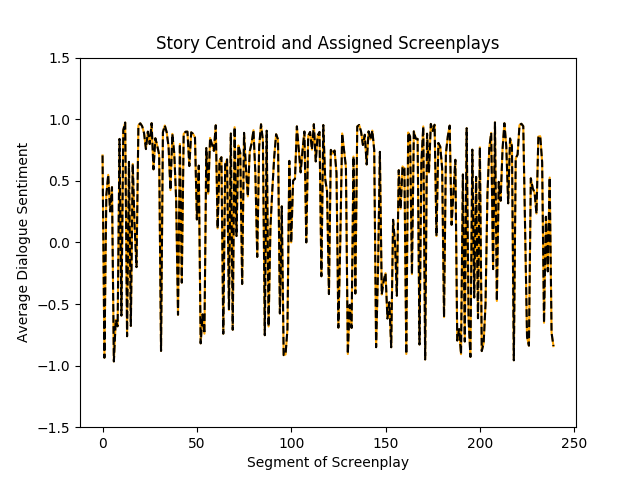 Story Centroid and Assigned Screenplays
Average Dialogue Sentiment
1.5
1.0
0.5
0.0
−0.5
−1.0
−1.5
0 50 100 150 200 250
Segment of Screenplay